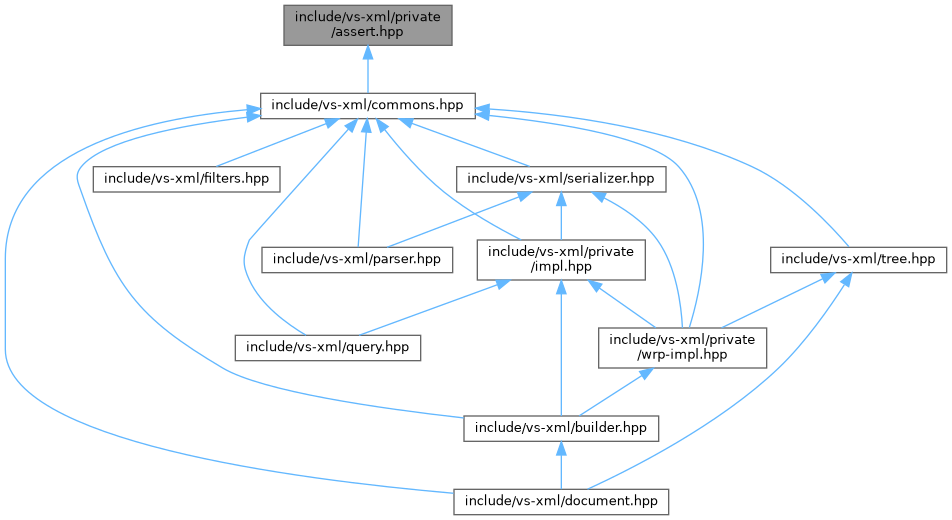 include/vs-xml/private
/assert.hpp
include/vs-xml/commons.hpp
include/vs-xml/filters.hpp
include/vs-xml/serializer.hpp
include/vs-xml/parser.hpp
include/vs-xml/private
/impl.hpp
include/vs-xml/tree.hpp
include/vs-xml/query.hpp
include/vs-xml/private
/wrp-impl.hpp
include/vs-xml/builder.hpp
include/vs-xml/document.hpp